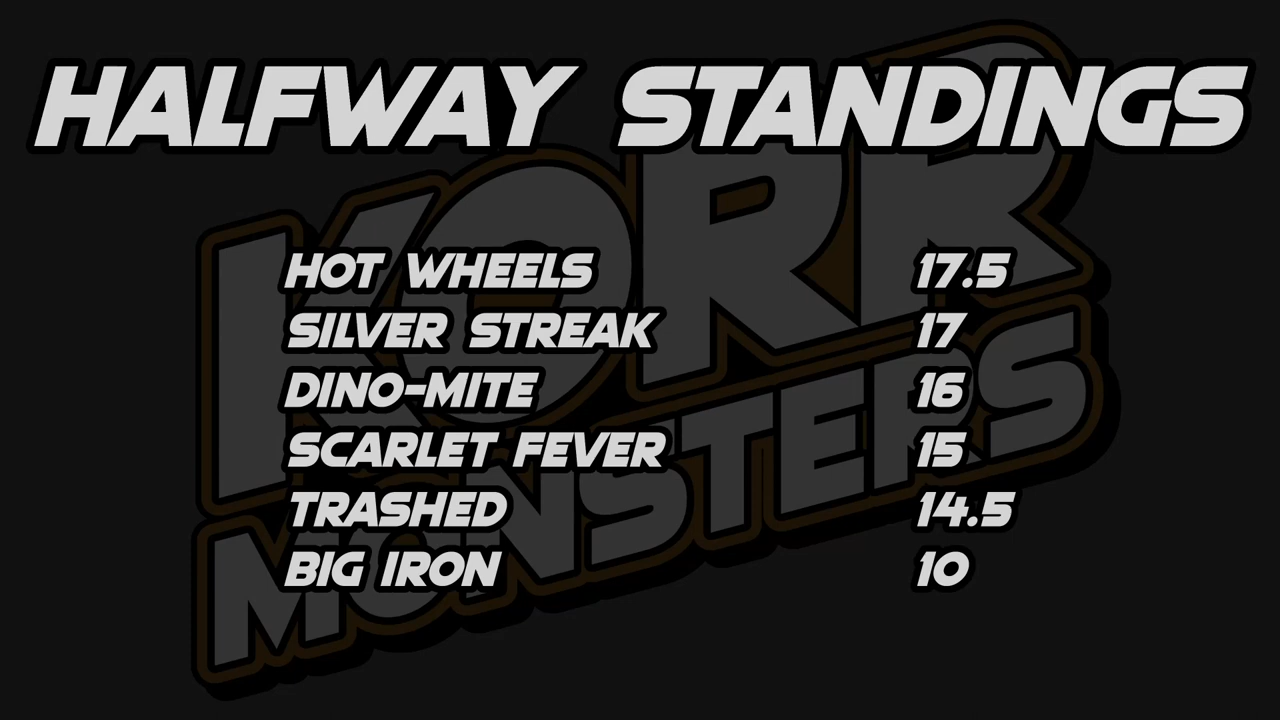 HALFWAY STANDINGS
KORR
MONSTERS
HOT WHEELS 17.5
SILVER STREAK 17
DINO-MITE 16
SCARLET FEVER 15
TRASHED 14.5
BIG IRON 10